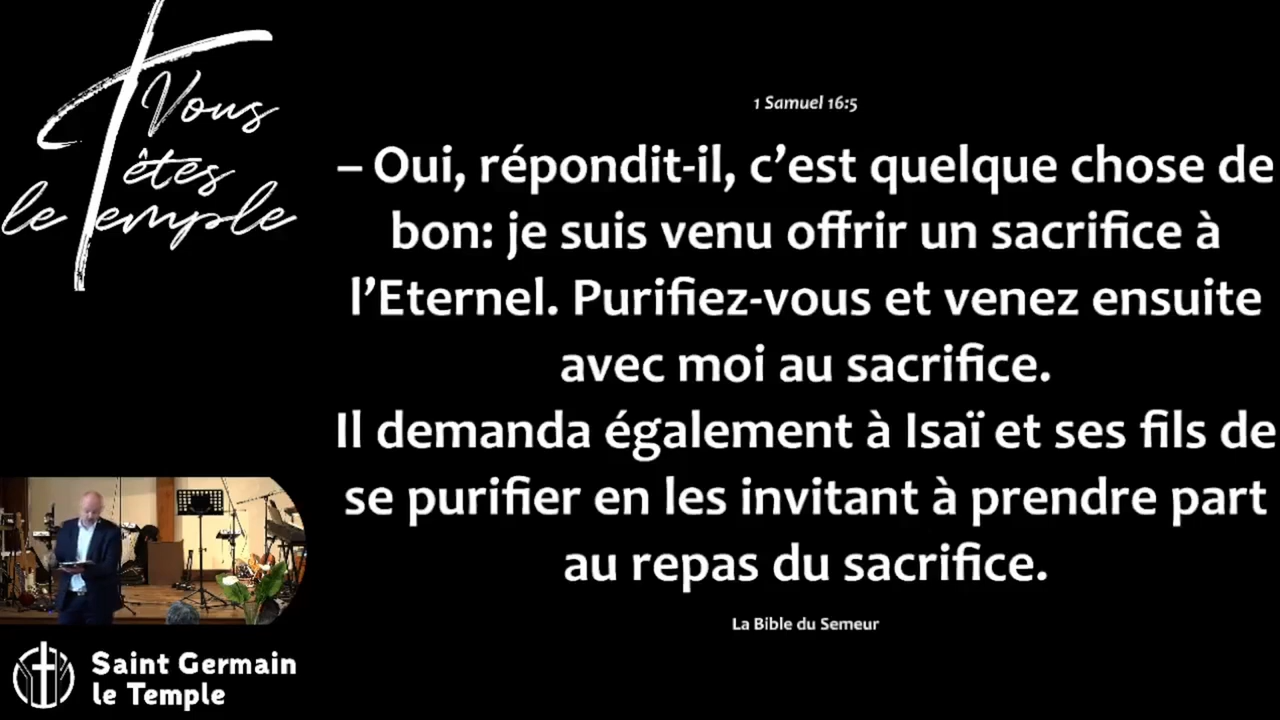 Vous
êtes
le Temple
1 Samuel 16:5
– Oui, répondit-il, c’est quelque chose de
bon: je suis venu offrir un sacrifice à
l’Eternel. Purifiez-vous et venez ensuite
avec moi au sacrifice.
Il demanda également à Isaï et ses fils de
se purifier en les invitant à prendre part
au repas du sacrifice.
La Bible du Semeur
Saint Germain
le Temple